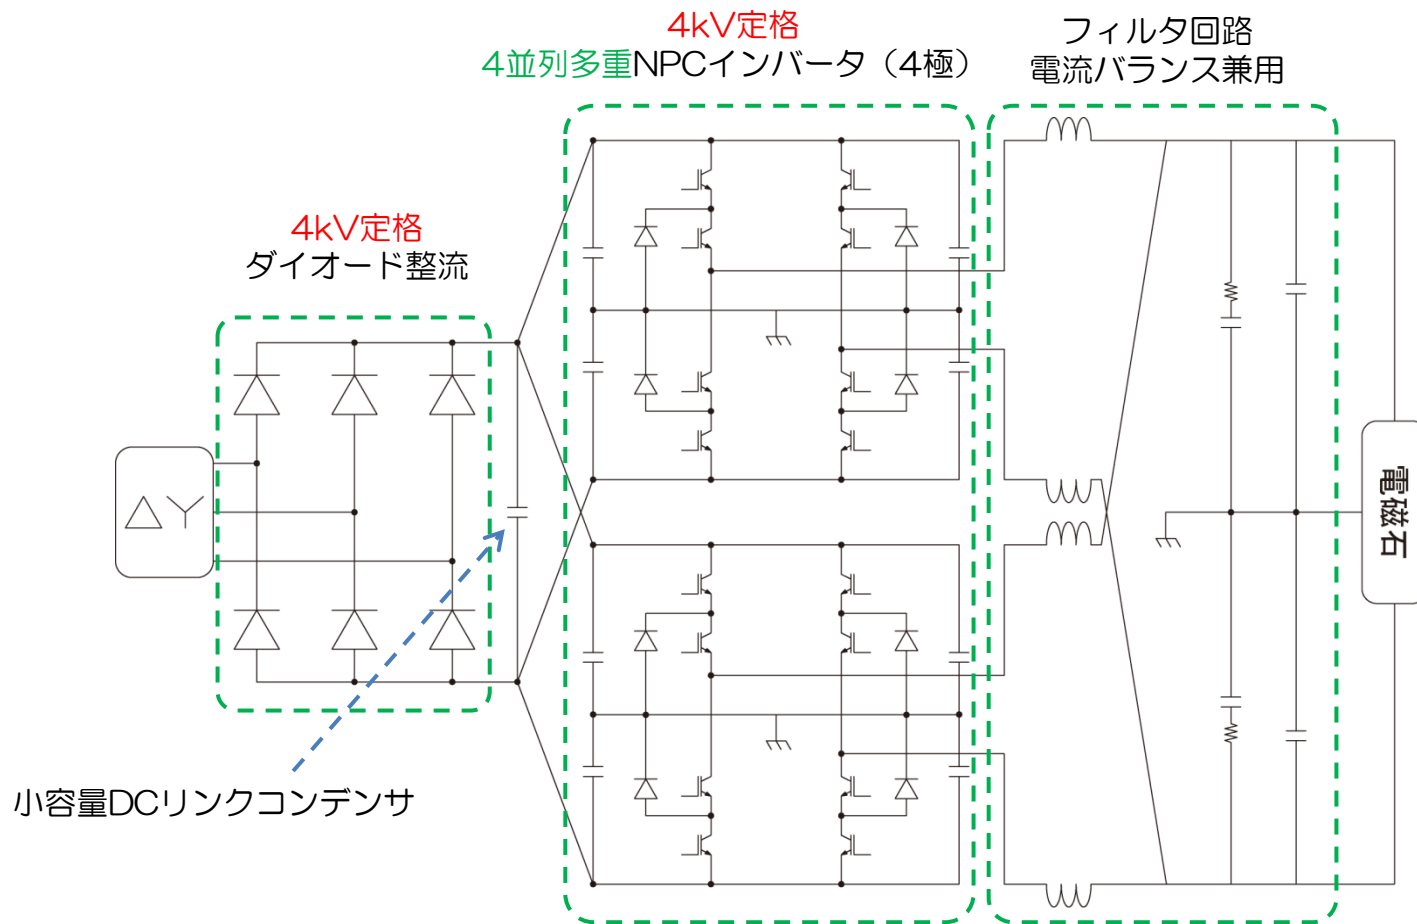 4kV定格
4並列多重NPCインバータ（4極）
フィルタ回路
電流バランス兼用
4kV定格
ダイオード整流
電磁石
小容量DCリンクコンデンサ